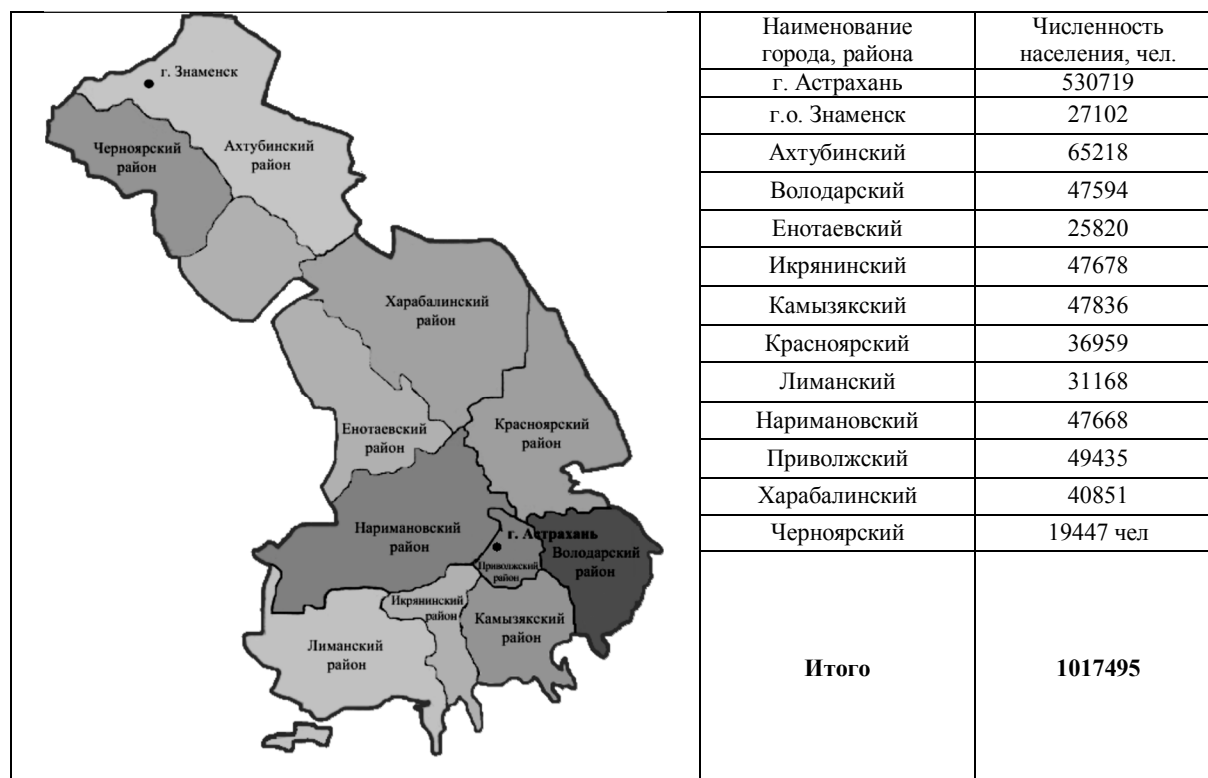 г. Знаменск
Черноярский
район
Ахтубинский
район
Харабалинский
район
Енотаевский
район
Красноярский
район
Наримановский
район
г. Астрахань
Приволжский
район
Володарский
район
Икрянинский
район
Камызякский
район
Лиманский
район
Наименование
города, района
Численность
населения, чел.
г. Астрахань 530719
г.о. Знаменск 27102
Ахтубинский 65218
Володарский 47594
Енотаевский 25820
Икрянинский 47678
Камызякский 47836
Красноярский 36959
Лиманский 31168
Наримановский 47668
Приволжский 49435
Харабалинский 40851
Черноярский 19447 чел
Итого 1017495